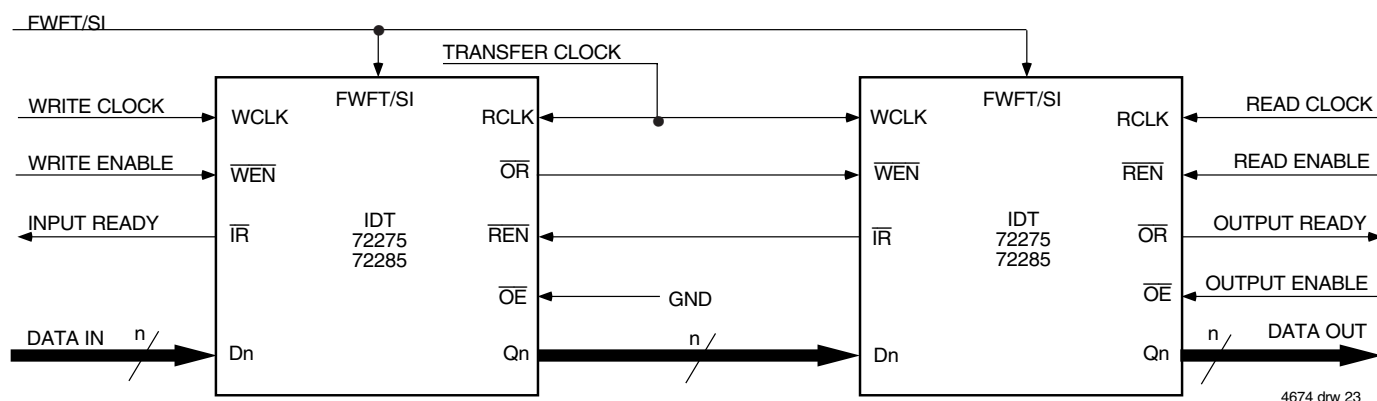 FWFT/SI
TRANSFER CLOCK
FWFT/SI FWFT/SI
WRITE CLOCK WCLK RCLK WCLK RCLK READ CLOCK
WRITE ENABLE WEN OR WEN REN READ ENABLE
INPUT READY IR REN IR OR OUTPUT READY
IDT IDT
72275 72275
72285 72285
OE GND OE OUTPUT ENABLE
DATA IN n Dn Qn n Dn Qn n DATA OUT
4674 drw 23